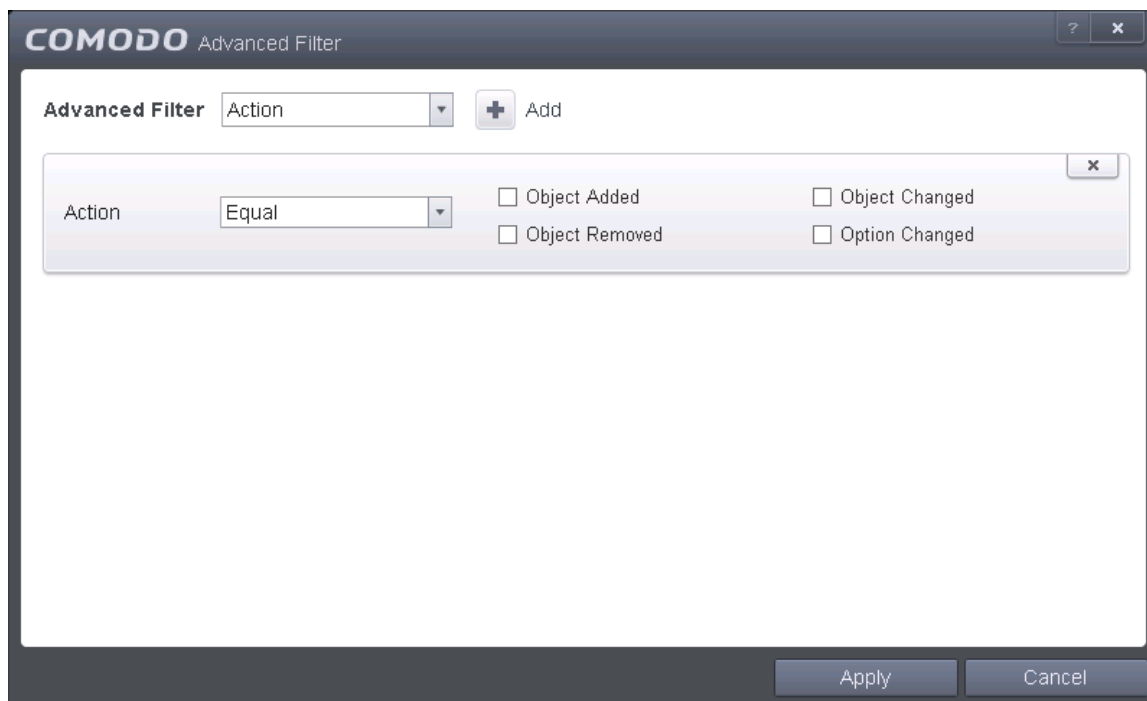 COMODO Advanced Filter
?
x
Advanced Filter Action + Add
x
Action Equal
Object Added Object Changed
Object Removed Option Changed
Apply Cancel